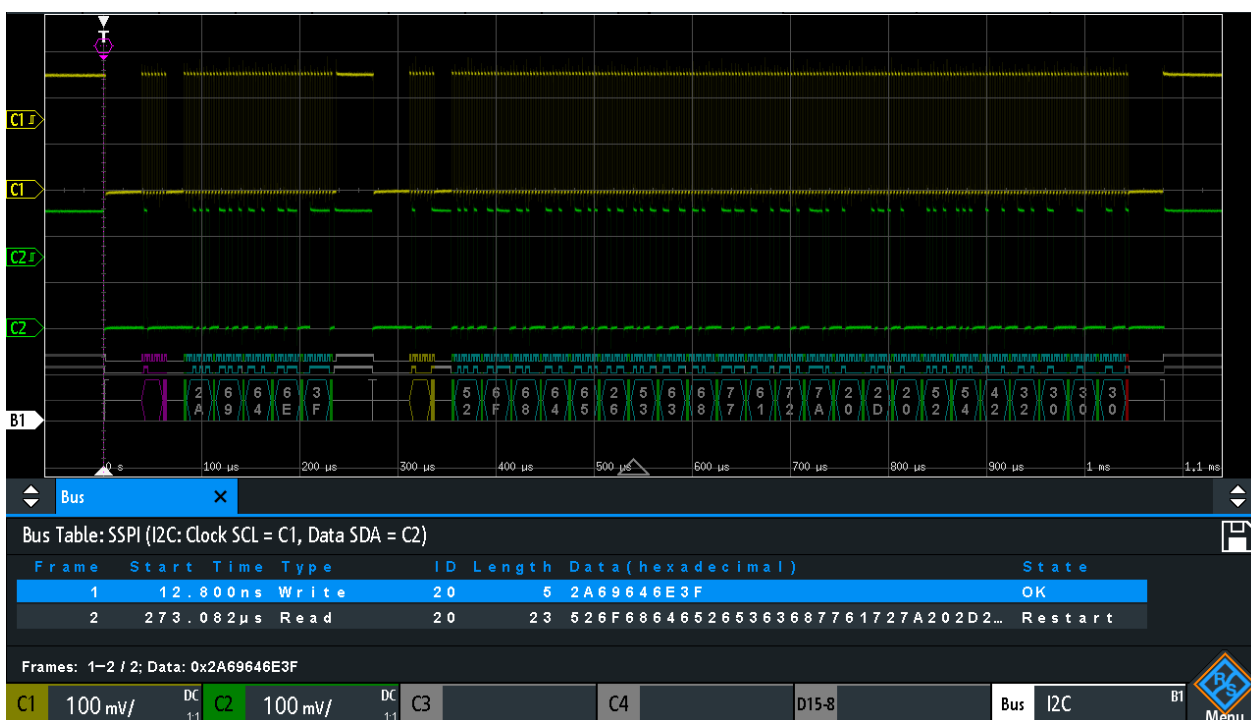 T
C1
C1
C2
C2
2 6 6 6 3 5 6 6 6 6 2 5 6 6 7 6 7 7 2 2 2 5 5 4 3 3 3 3
A 9 4 E F 2 F 8 4 5 6 3 3 8 7 1 2 A 0 D 0 2 4 2 2 0 0 0
B1
0 s 100 µs 200 µs 300 µs 400 µs 500 µs 600 µs 700 µs 800 µs 900 µs 1 ms 1,1 ms
Bus ×
Bus Table: SSPI (I2C: Clock SCL = C1, Data SDA = C2)
Frame Start Time Type ID Length Data(hexadecimal) State
1 12.800ns Write 20 5 2A69646E3F OK
2 273.082µs Read 20 23 526F68646526536368776172 7A202D2… Restart
Frames: 1–2 / 2; Data: 0x2A69646E3F
C1 100 mV/ DC 1:1 C2 100 mV/ DC 1:1 C3 C4 D15-8 Bus I2C B1 R&S Menu